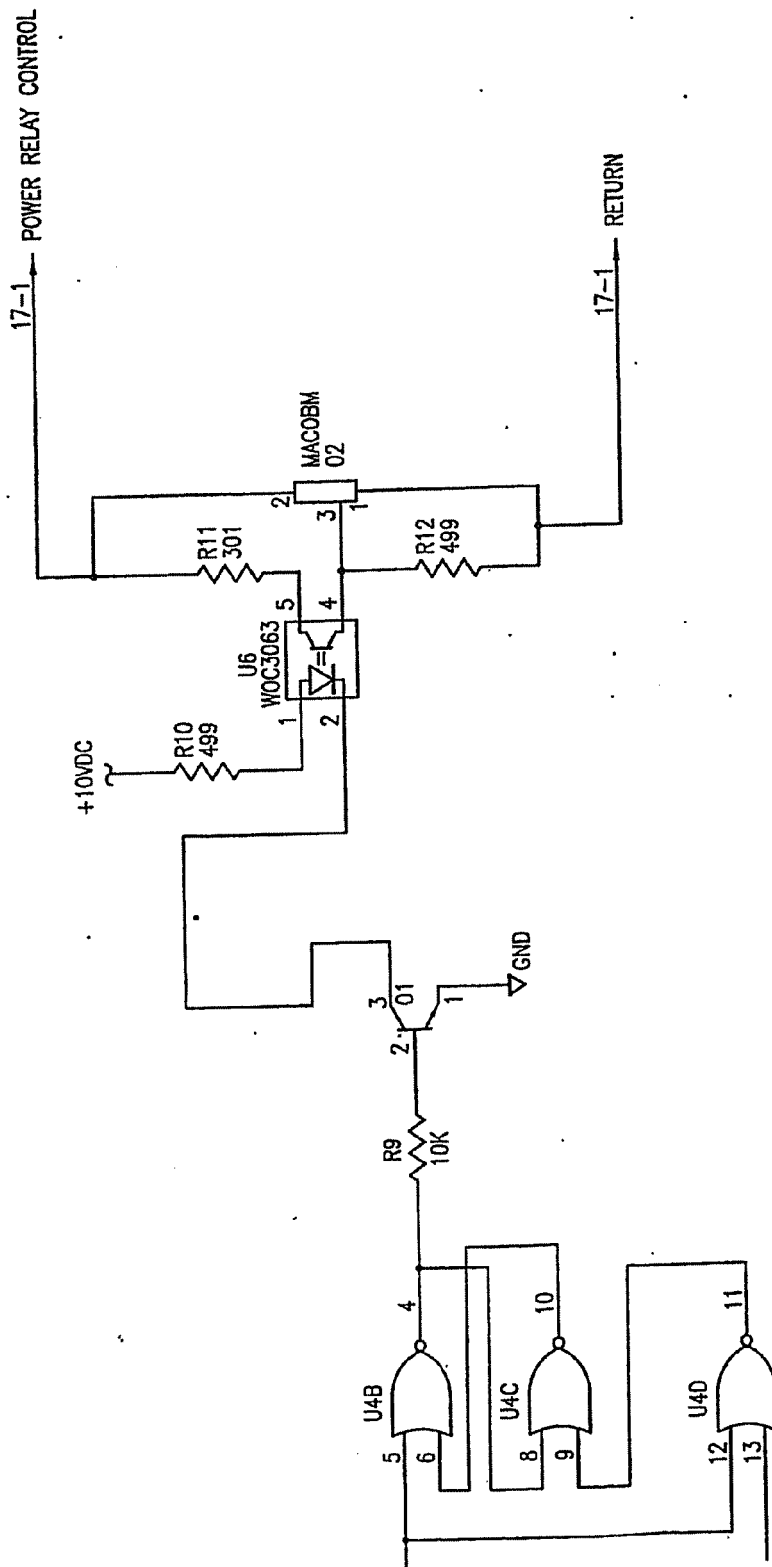 17-1
POWER RELAY CONTROL
MACOBM
02
2
3
1
R11
301
R12
499
17-1
RETURN
U6
WOC3063
5
4
1
2
+10VDC
R10
499
3
01
2
1
GND
R9
10K
U4B
5
6
4
U4C
8
9
10
U4D
12
13
11